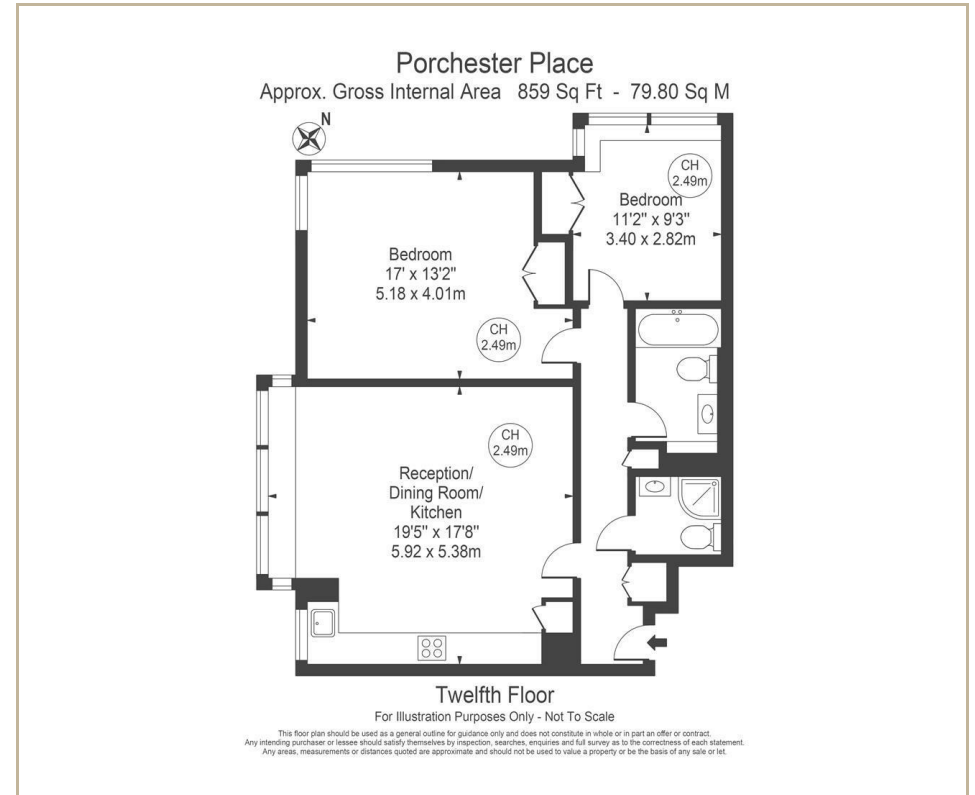 Porchester Place
Approx. Gross Internal Area 859 Sq Ft - 79.80 Sq M
N
CH
2.49m
Bedroom
11'2" x 9'3"
3.40 x 2.82m
Bedroom
17' x 13'2"
5.18 x 4.01m
CH
2.49m
CH
2.49m
Reception/
Dining Room/
Kitchen
19'5" x 17'8"
5.92 x 5.38m
Twelfth Floor
For Illustration Purposes Only - Not To Scale
This floor plan should be used as a general outline for guidance only and does not constitute in whole or in part an offer or contract.
Any intending purchaser or lessee should satisfy themselves by inspection, searches, enquiries and full survey as to the correctness of each statement.
Any areas, measurements or distances quoted are approximate and should not be used to value a property or be the basis of any sale or let.